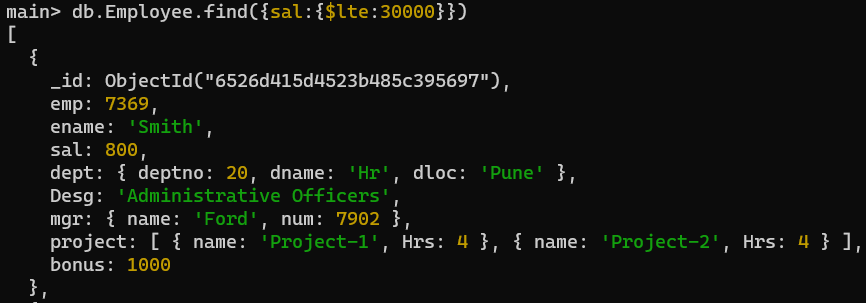 main> db.Employee.find({sal:{$lte:30000}})
[
  {
    _id: ObjectId("6526d415d4523b485c395697"),
    emp: 7369,
    ename: 'Smith',
    sal: 800,
    dept: { deptno: 20, dname: 'Hr', dloc: 'Pune' },
    Desg: 'Administrative Officers',
    mgr: { name: 'Ford', num: 7902 },
    project: [ { name: 'Project-1', Hrs: 4 }, { name: 'Project-2', Hrs: 4 } ],
    bonus: 1000
  },